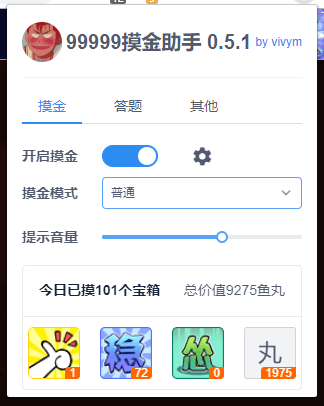 99999摸金助手 0.5.1 by vivym
摸金 答题 其他
开启摸金
摸金模式 普通
提示音量
今日已摸101个宝箱 总价值9275鱼丸
稳 怂 丸
1 72 0 1975